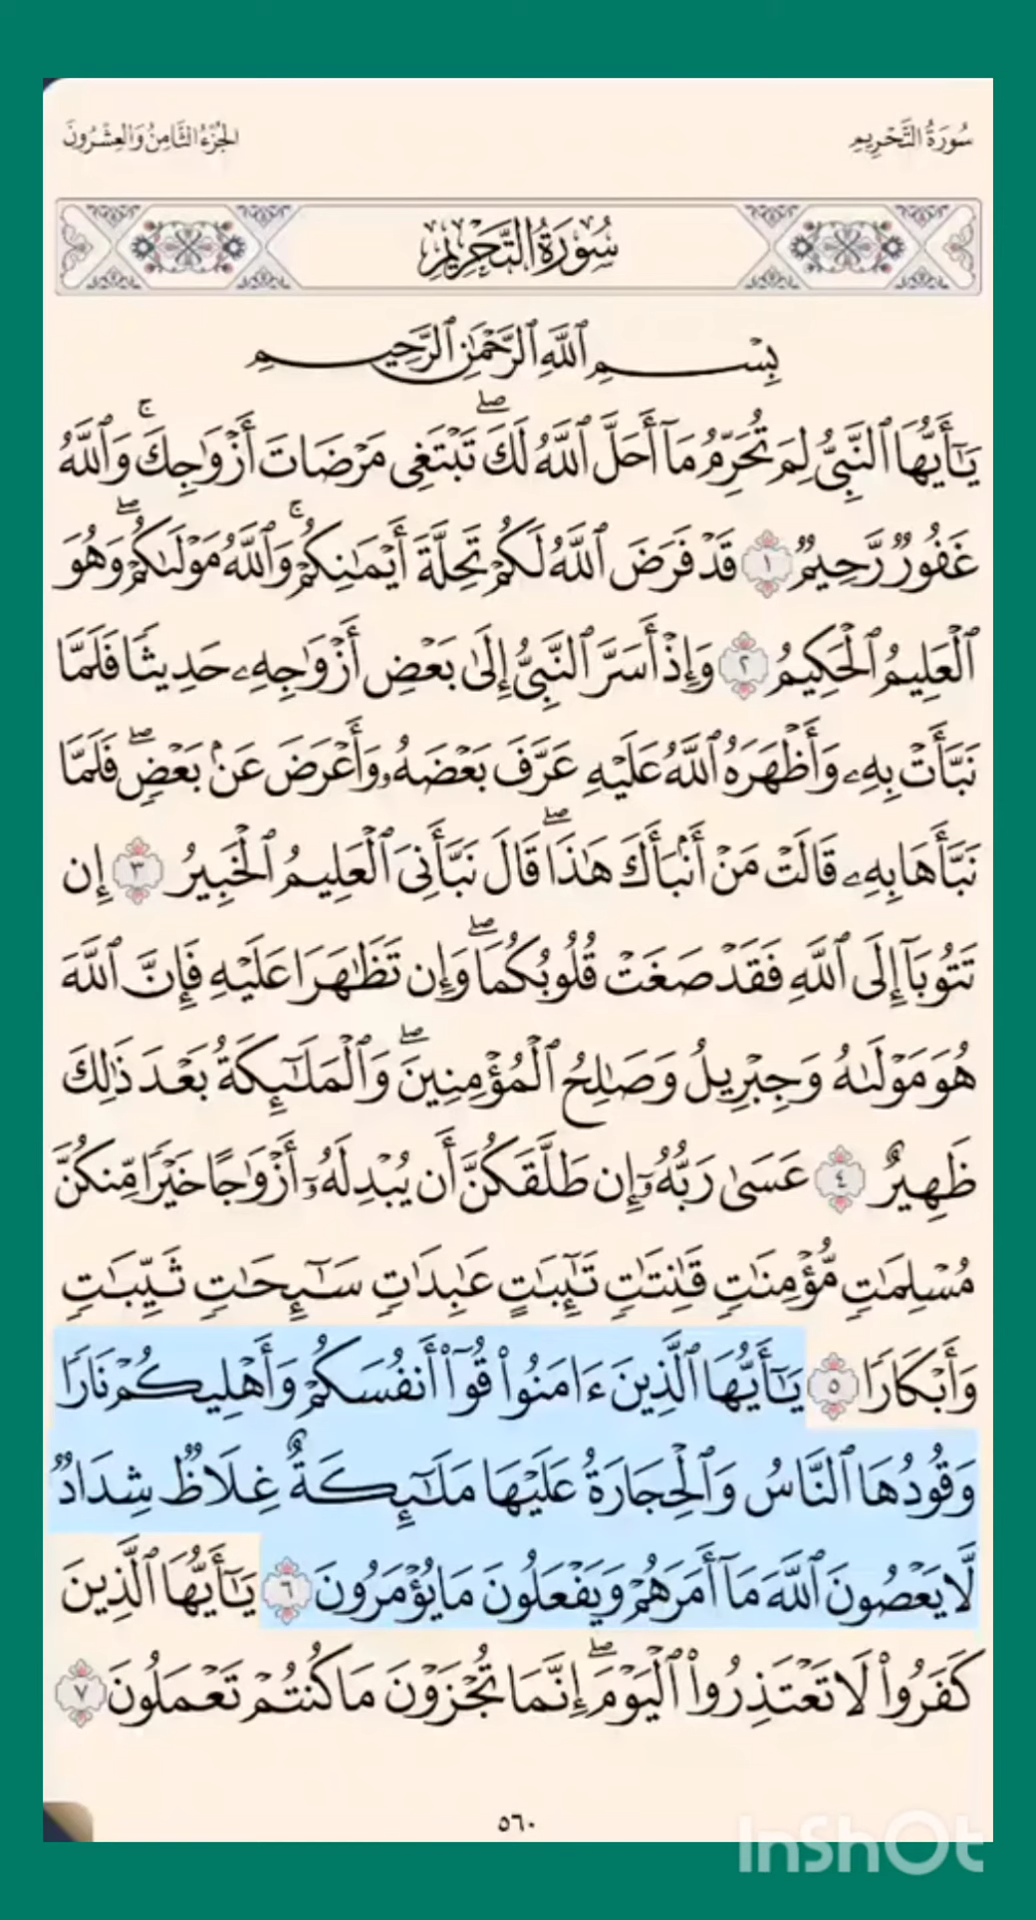 سُورَةُ التَّحْرِيمِ
الجُزْءُ الثَّامِنُ وَالعِشْرُونَ
سُورَةُ التَّحْرِيمِ
بِسْمِ ٱللَّهِ ٱلرَّحْمَٰنِ ٱلرَّحِيمِ
يَٰٓأَيُّهَا ٱلنَّبِيُّ لِمَ تُحَرِّمُ مَآ أَحَلَّ ٱللَّهُ لَكَۖ تَبْتَغِي مَرْضَاتَ أَزْوَٰجِكَۚ وَٱللَّهُ
غَفُورٌ رَّحِيمٌ ١ قَدْ فَرَضَ ٱللَّهُ لَكُمْ تَحِلَّةَ أَيْمَٰنِكُمْۚ وَٱللَّهُ مَوْلَىٰكُمْۖ وَهُوَ
ٱلْعَلِيمُ ٱلْحَكِيمُ ٢ وَإِذْ أَسَرَّ ٱلنَّبِيُّ إِلَىٰ بَعْضِ أَزْوَٰجِهِۦ حَدِيثًا فَلَمَّا
نَبَّأَتْ بِهِۦ وَأَظْهَرَهُ ٱللَّهُ عَلَيْهِ عَرَّفَ بَعْضَهُۥ وَأَعْرَضَ عَنۢ بَعْضٍۖ فَلَمَّا
نَبَّأَهَا بِهِۦ قَالَتْ مَنْ أَنۢبَأَكَ هَٰذَاۖ قَالَ نَبَّأَنِيَ ٱلْعَلِيمُ ٱلْخَبِيرُ ٣ إِن
تَتُوبَآ إِلَى ٱللَّهِ فَقَدْ صَغَتْ قُلُوبُكُمَاۖ وَإِن تَظَٰهَرَا عَلَيْهِ فَإِنَّ ٱللَّهَ
هُوَ مَوْلَىٰهُ وَجِبْرِيلُ وَصَٰلِحُ ٱلْمُؤْمِنِينَۖ وَٱلْمَلَٰٓئِكَةُ بَعْدَ ذَٰلِكَ
ظَهِيرٌ ٤ عَسَىٰ رَبُّهُۥٓ إِن طَلَّقَكُنَّ أَن يُبْدِلَهُۥٓ أَزْوَٰجًا خَيْرًا مِّنكُنَّ
مُسْلِمَٰتٍ مُّؤْمِنَٰتٍ قَٰنِتَٰتٍ تَٰٓئِبَٰتٍ عَٰبِدَٰتٍ سَٰٓئِحَٰتٍ ثَيِّبَٰتٍ
وَأَبْكَارًا ٥ يَٰٓأَيُّهَا ٱلَّذِينَ ءَامَنُوا۟ قُوٓا۟ أَنفُسَكُمْ وَأَهْلِيكُمْ نَارًا
وَقُودُهَا ٱلنَّاسُ وَٱلْحِجَارَةُ عَلَيْهَا مَلَٰٓئِكَةٌ غِلَاظٌ شِدَادٌ
لَّا يَعْصُونَ ٱللَّهَ مَآ أَمَرَهُمْ وَيَفْعَلُونَ مَا يُؤْمَرُونَ ٦ يَٰٓأَيُّهَا ٱلَّذِينَ
كَفَرُوا۟ لَا تَعْتَذِرُوا۟ ٱلْيَوْمَۖ إِنَّمَا تُجْزَوْنَ مَا كُنتُمْ تَعْمَلُونَ ٧
٥٦٠
InShOt